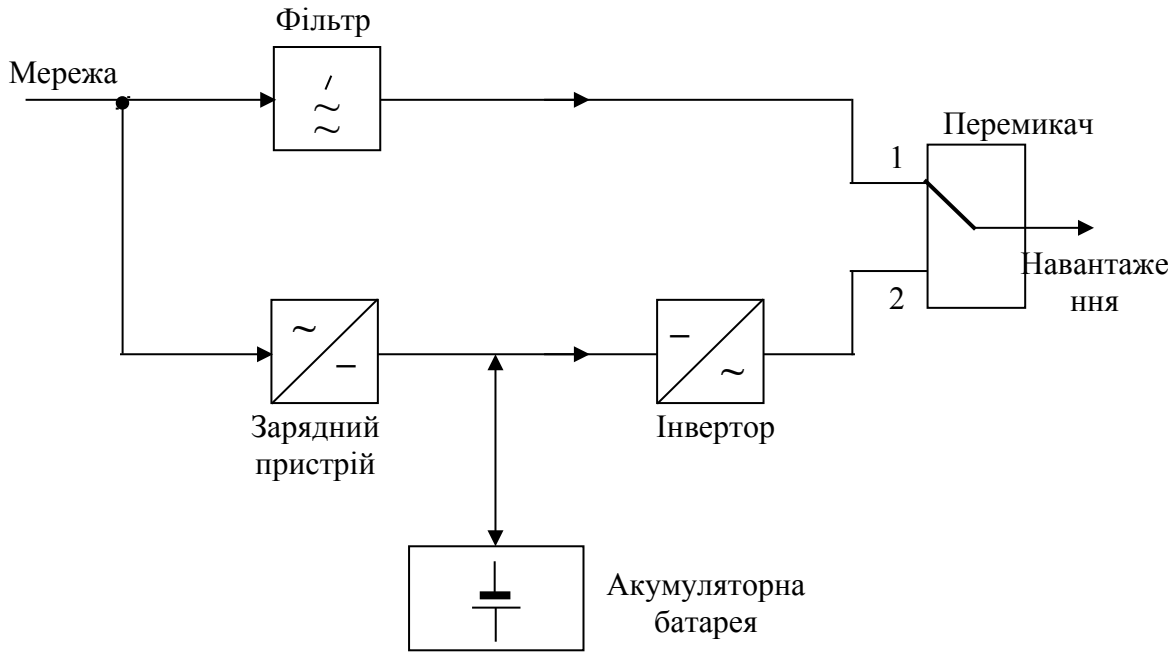 Фільтр
Мережа
Перемикач
1
Навантаже
ння
2
Зарядний
пристрій
Інвертор
Акумуляторна
батарея